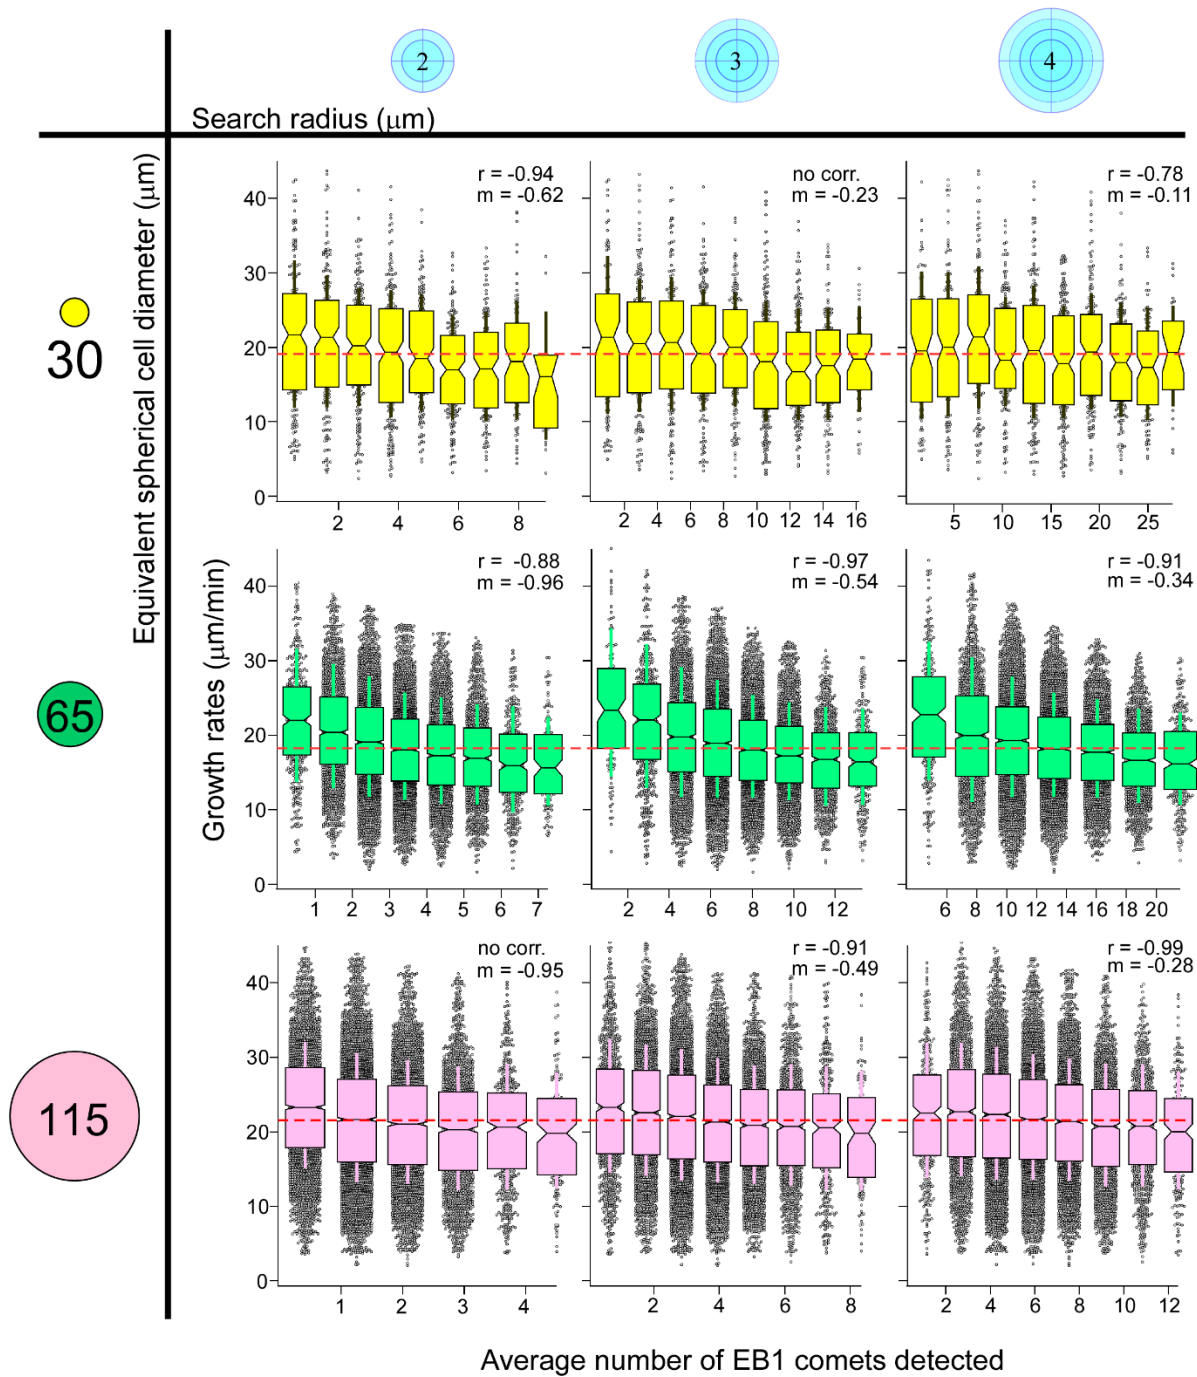 2
3
4
Search radius (μm)
Equivalent spherical cell diameter (μm)
Growth rates (μm/min)
30
r = -0.94
m = -0.62
no corr.
m = -0.23
r = -0.78
m = -0.11
40
30
20
10
0
2 4 6 8
2 4 6 8 10 12 14 16
5 10 15 20 25
65
r = -0.88
m = -0.96
r = -0.97
m = -0.54
r = -0.91
m = -0.34
40
30
20
10
0
1 2 3 4 5 6 7
2 4 6 8 10 12
6 8 10 12 14 16 18 20
115
no corr.
m = -0.95
r = -0.91
m = -0.49
r = -0.99
m = -0.28
40
30
20
10
0
1 2 3 4
2 4 6 8
2 4 6 8 10 12
Average number of EB1 comets detected